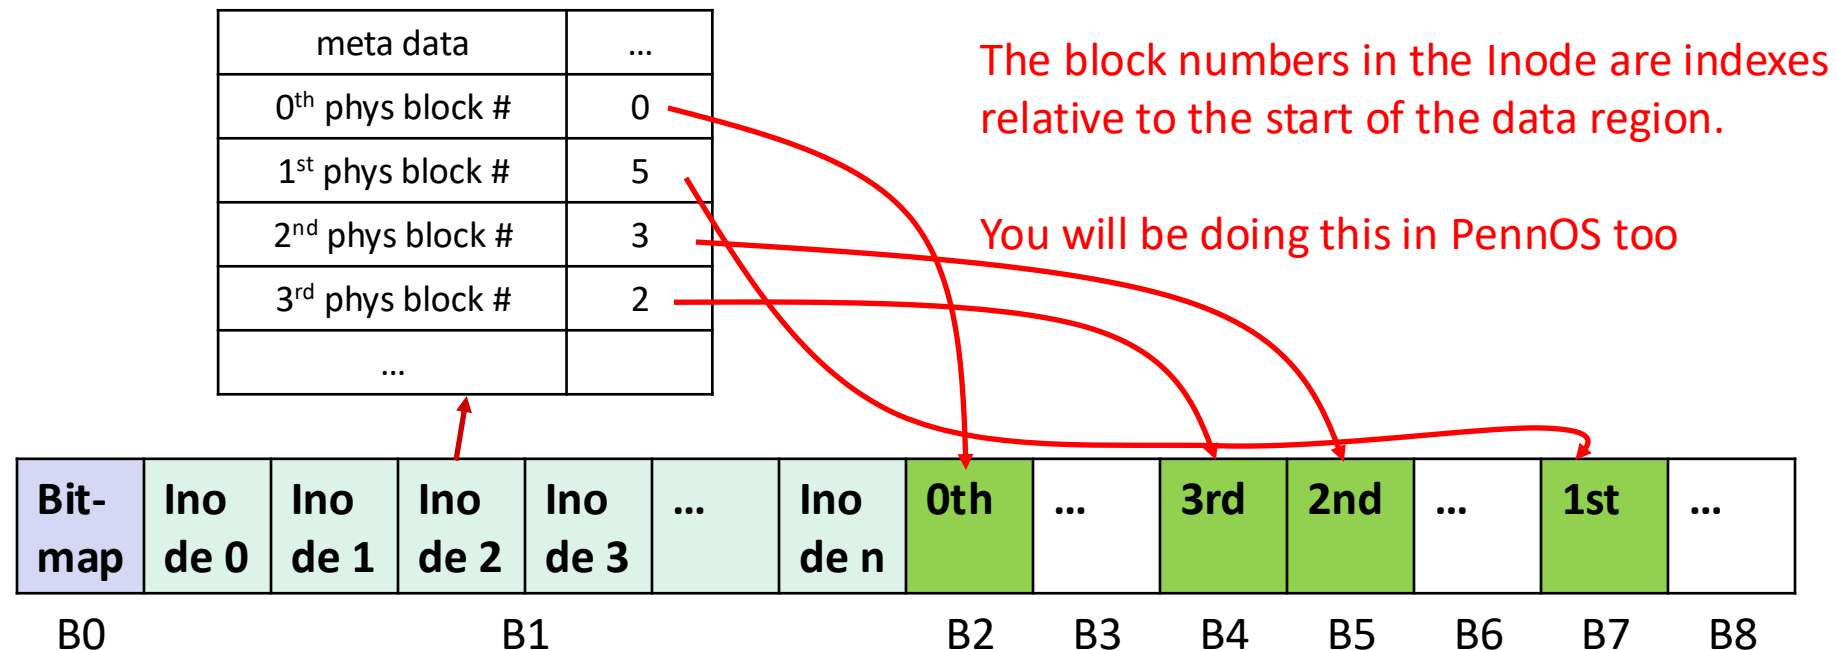 meta data ...
0th phys block # 0
1st phys block # 5
2nd phys block # 3
3rd phys block # 2
...
The block numbers in the Inode are indexes
relative to the start of the data region.
You will be doing this in PennOS too
Bit-
map
Ino
de 0
Ino
de 1
Ino
de 2
Ino
de 3
...
Ino
de n
0th
...
3rd
2nd
...
1st
...
B0 B1 B2 B3 B4 B5 B6 B7 B8